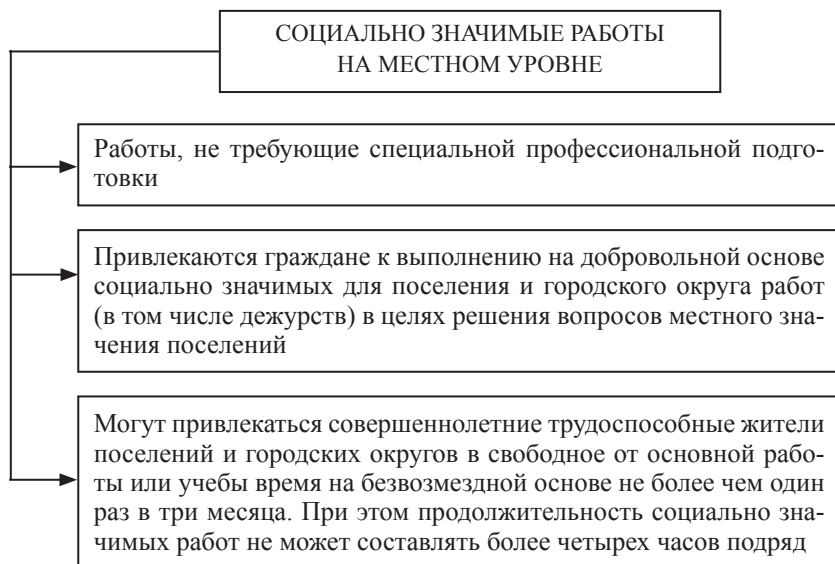 СОЦИАЛЬНО ЗНАЧИМЫЕ РАБОТЫ
НА МЕСТНОМ УРОВНЕ
Работы, не требующие специальной профессиональной подго-
товки
Привлекаются граждане к выполнению на добровольной основе
социально значимых для поселения и городского округа работ
(в том числе дежурств) в целях решения вопросов местного зна-
чения поселений
Могут привлекаться совершеннолетние трудоспособные жители
поселений и городских округов в свободное от основной рабо-
ты или учебы время на безвозмездной основе не более чем один
раз в три месяца. При этом продолжительность социально зна-
чимых работ не может составлять более четырех часов подряд